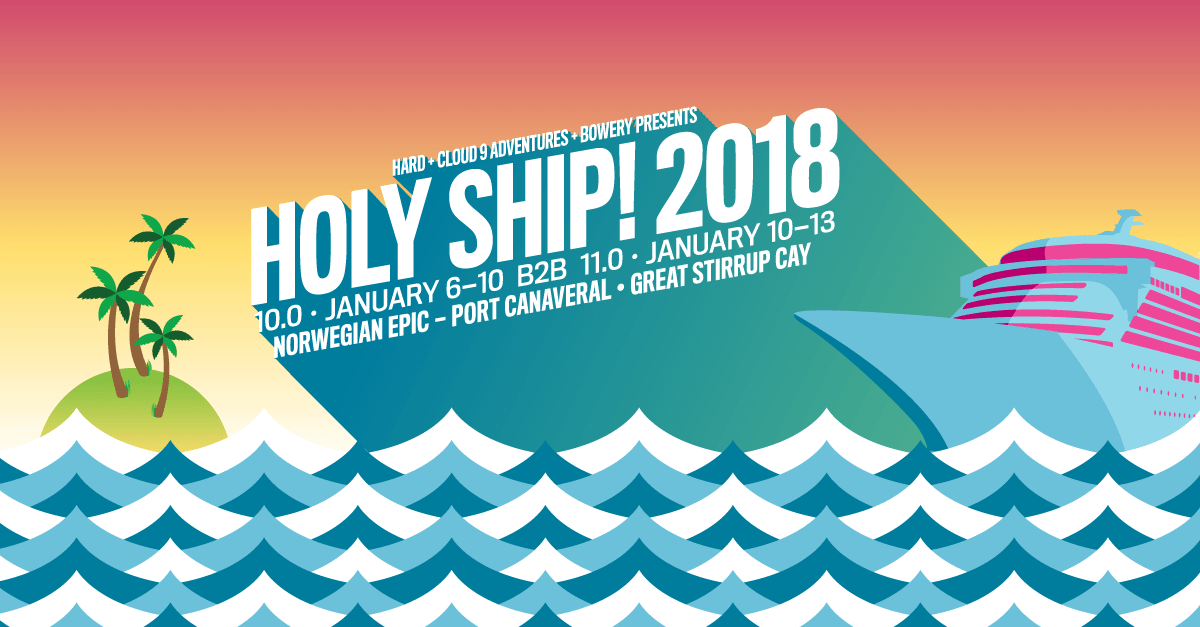 HARD + CLOUD 9 ADVENTURES + BOWERY PRESENTS
HOLY SHIP! 2018
10.0 • JANUARY 6–10 B2B 11.0 • JANUARY 10–13
NORWEGIAN EPIC – PORT CANAVERAL • GREAT STIRRUP CAY